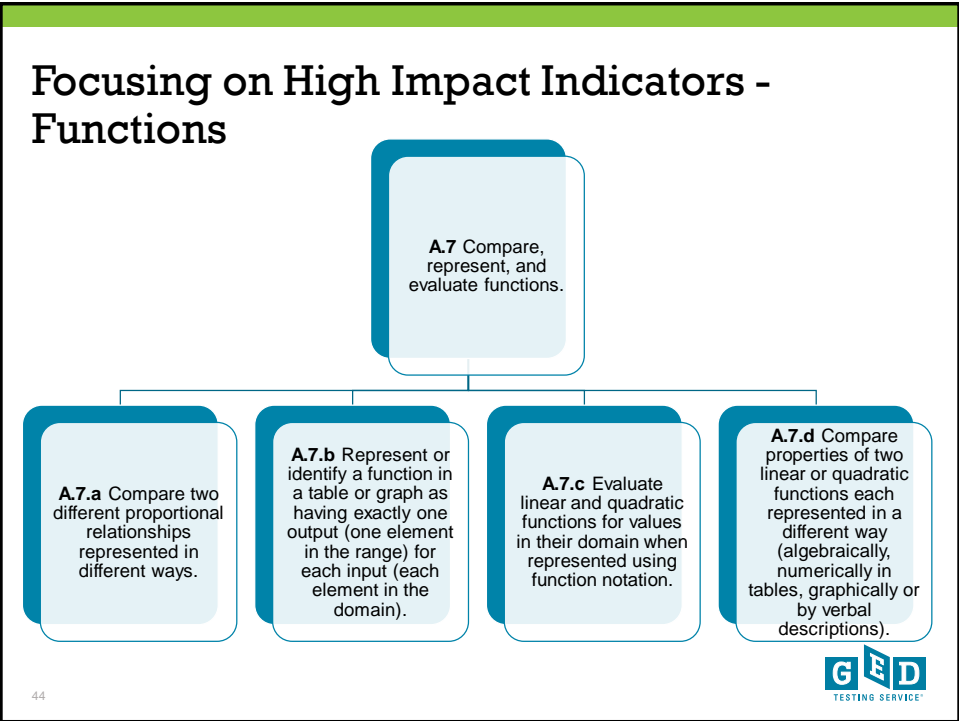 Focusing on High Impact Indicators -
Functions
A.7 Compare,
represent, and
evaluate functions.
A.7.a Compare two
different proportional
relationships
represented in
different ways.
A.7.b Represent or
identify a function in
a table or graph as
having exactly one
output (one element
in the range) for
each input (each
element in the
domain).
A.7.c Evaluate
linear and quadratic
functions for values
in their domain when
represented using
function notation.
A.7.d Compare
properties of two
linear or quadratic
functions each
represented in a
different way
(algebraically,
numerically in
tables, graphically or
by verbal
descriptions).
44
GED
TESTING SERVICE®